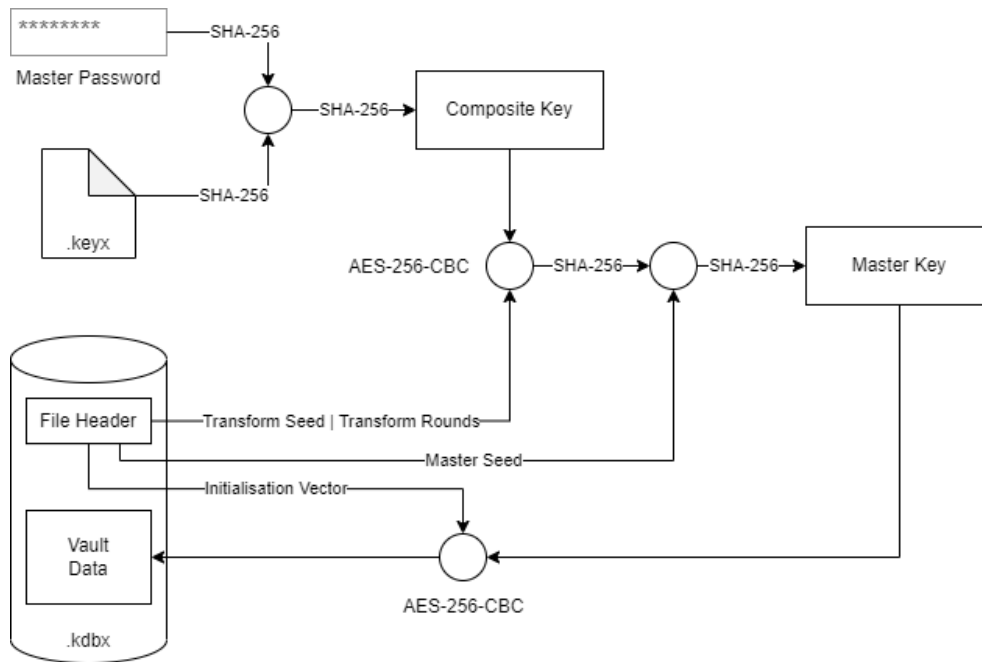 ********
SHA-256
Master Password
SHA-256
Composite Key
SHA-256
.keyx
AES-256-CBC
SHA-256
SHA-256
Master Key
File Header
Transform Seed | Transform Rounds
Master Seed
Initialisation Vector
Vault
Data
AES-256-CBC
.kdbx